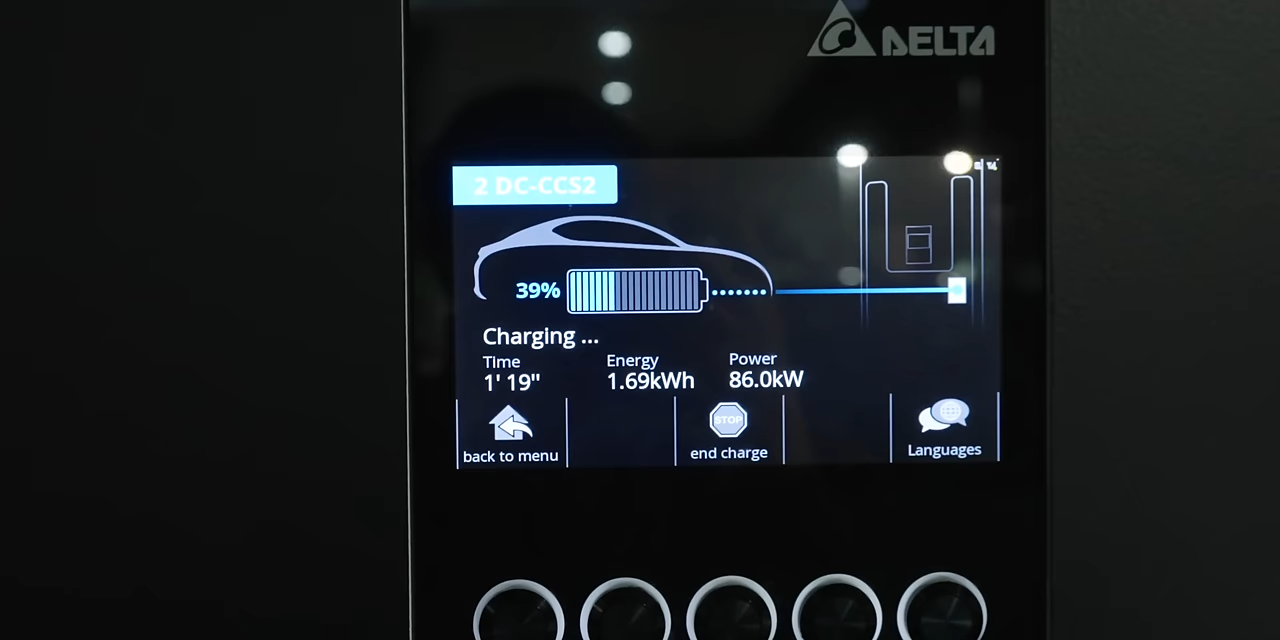 DELTA
2 DC-CCS2
39%
Charging ...
Time Energy Power
1' 19" 1.69kWh 86.0kW
STOP
back to menu end charge Languages